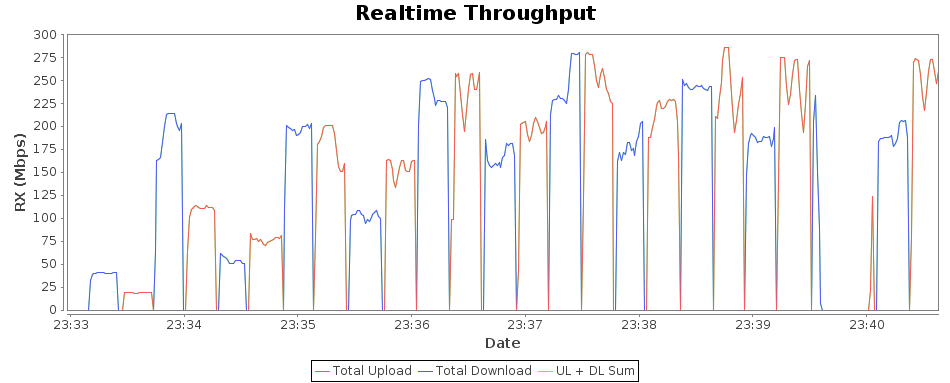 Realtime Throughput
300
275
250
225
200
175
150
125
100
75
50
25
0
RX (Mbps)
23:33 23:34 23:35 23:36 23:37 23:38 23:39 23:40
Date
Total Upload Total Download UL + DL Sum